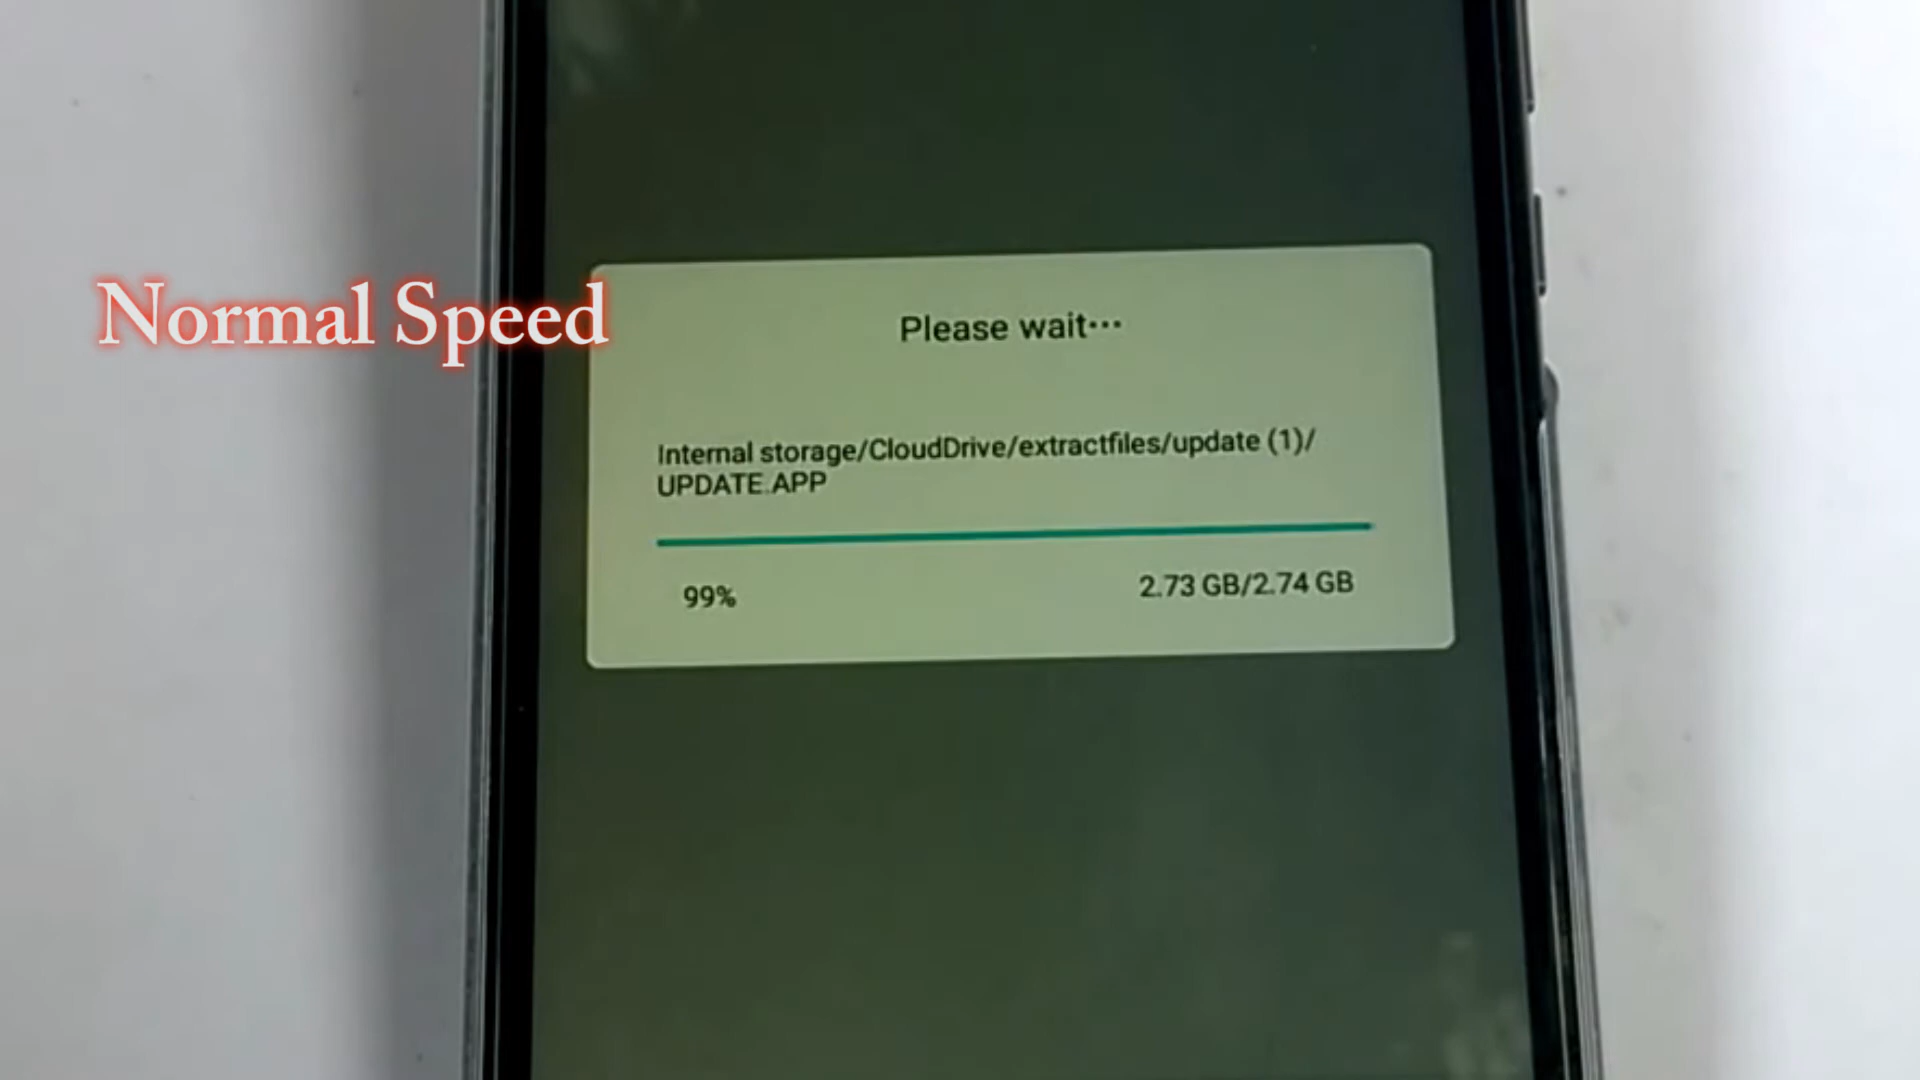 Normal Speed
Please wait···
Internal storage/CloudDrive/extractfiles/update (1)/
UPDATE.APP
99%
2.73 GB/2.74 GB